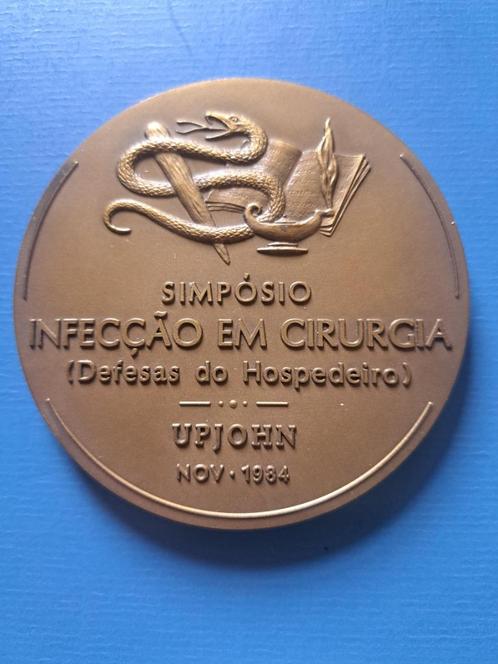 SIMPÓSIO
INFECÇÃO EM CIRURGIA
(Defesas do Hospedeiro)
UPJOHN
NOV • 1984